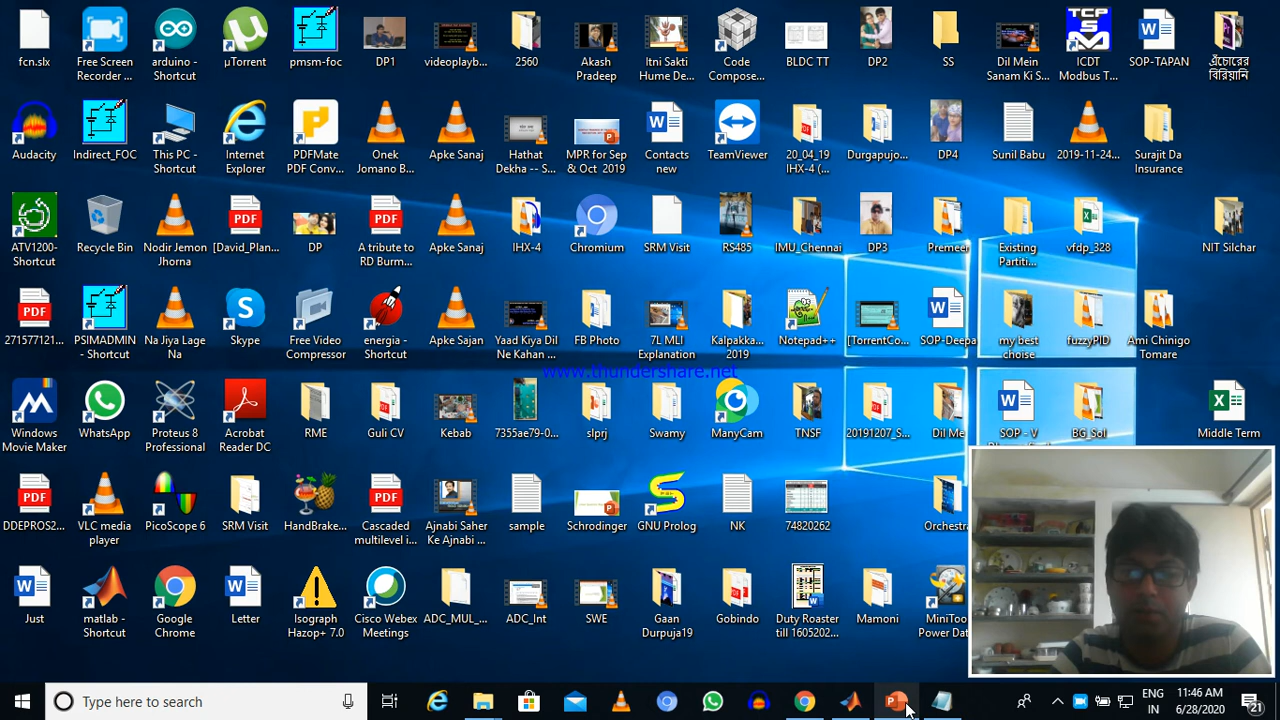 fcn.slx
Free Screen
Recorder ...
arduino -
Shortcut
µTorrent
pmsm-foc
DP1
videoplayb...
2560
Akash
Pradeep
Itni Sakti
Hume De...
Code
Compose...
BLDC TT
DP2
SS
Dil Mein
Sanam Ki S...
TCP
S
M
ICDT
Modbus T...
SOP-TAPAN
এঁচোরের
বিরিয়ানি
Audacity
Indirect_FOC
This PC -
Shortcut
Internet
Explorer
PDFMate
PDF Conv...
Onek
Jomano B...
Apke Sanaj
Hathat
Dekha -- S...
MPR for Sep
& Oct 2019
Contacts
new
TeamViewer
20_04_19
IHX-4 (...
Durgapujo...
DP4
Sunil Babu
2019-11-24...
Surajit Da
Insurance
ATV1200-
Shortcut
Recycle Bin
Nodir Jemon
Jhorna
PDF
[David_Plan...
DP
PDF
A tribute to
RD Burm...
Apke Sanaj
IHX-4
Chromium
SRM Visit
RS485
IMU_Chennai
DP3
Premeer
Existing
Partiti...
vfdp_328
NIT Silchar
PDF
271577121...
PSIMADMIN
- Shortcut
Na Jiya Lage
Na
Skype
Free Video
Compressor
energia -
Shortcut
Apke Sajan
Yaad Kiya Dil
Ne Kahan ...
FB Photo
7L MLI
Explanation
Kalpakka...
2019
Notepad++
[TorrentCo...
SOP-Deepa
my best
choise
fuzzyPID
Ami Chinigo
Tomare
www.thundershare.net
Windows
Movie Maker
WhatsApp
Proteus 8
Professional
Acrobat
Reader DC
RME
Guli CV
Kebab
7355ae79-0...
slprj
Swamy
ManyCam
TNSF
20191207_S...
Dil Me
SOP - V
BG_Sol
Middle Term
PDF
DDEPROS2...
VLC media
player
PicoScope 6
SRM Visit
HandBrake...
PDF
Cascaded
multilevel i...
Ajnabi Saher
Ke Ajnabi ...
sample
Schrodinger
GNU Prolog
NK
74820262
Orchestra
Just
matlab -
Shortcut
Google
Chrome
Letter
Isograph
Hazop+ 7.0
Cisco Webex
Meetings
ADC_MUL_...
ADC_Int
SWE
Gaan
Durpuja19
Gobindo
Duty Roaster
till 1605202...
Mamoni
MiniToo
Power Dat
Type here to search
ENG
IN
11:46 AM
6/28/2020
21